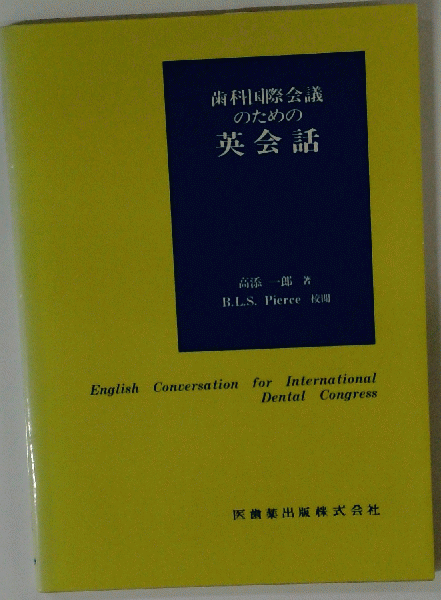 歯科国際会議
のための
英会話
高添 一郎 著
B.L.S. Pierce 校閲
English Conversation for International
Dental Congress
医歯薬出版株式会社